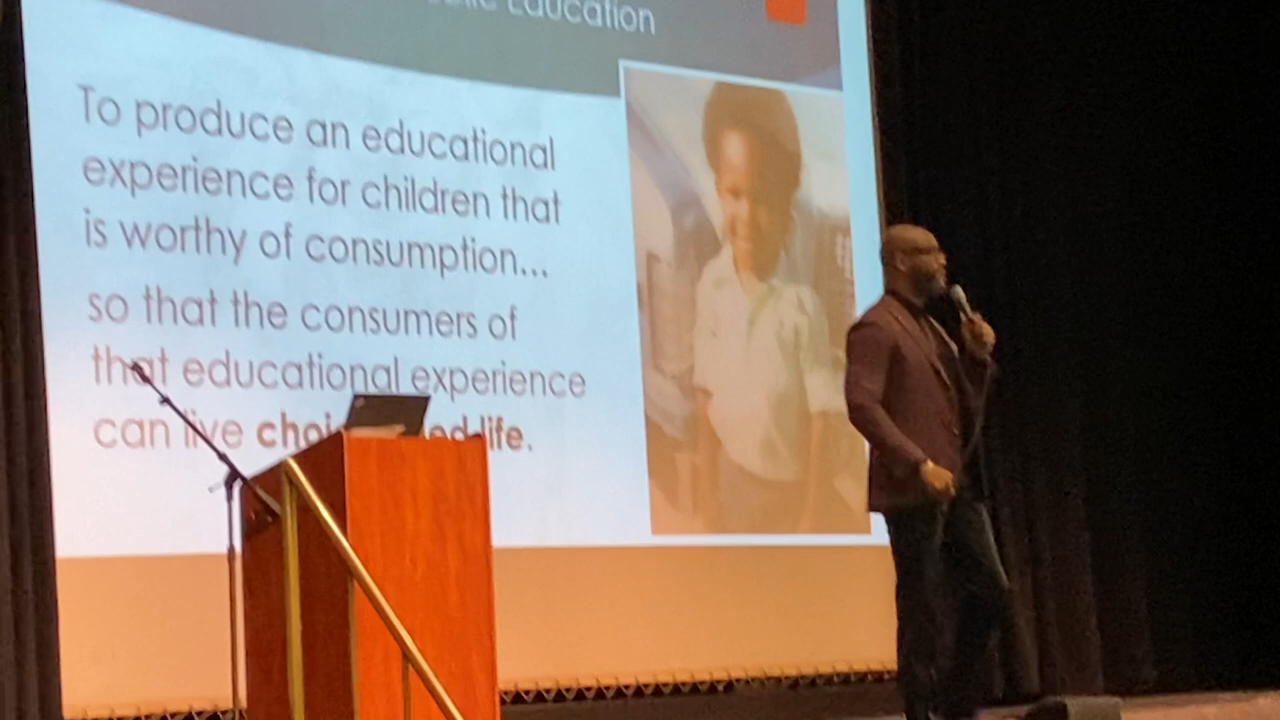 Education
To produce an educational
experience for children that
is worthy of consumption...
so that the consumers of
that educational experience
can live life.